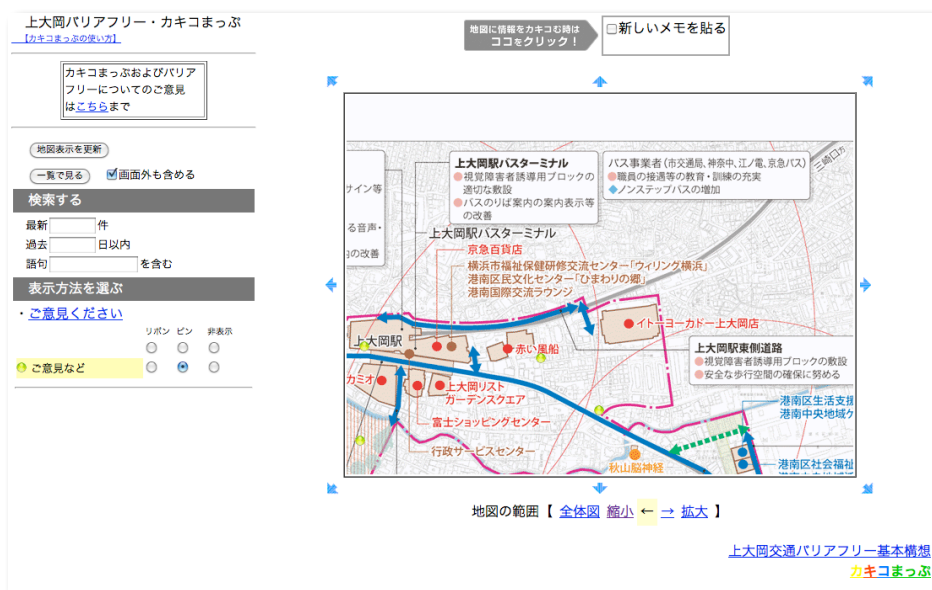 上大岡バリアフリー・カキコまっぷ
【カキコまっぷの使い方】
カキコまっぷおよびバリア
フリーについてのご意見
はこちらまで
地図表示を更新
一覧で見る 画面外も含める
検索する
最新 件
過去 日以内
語句 を含む
表示方法を選ぶ
・ご意見ください
リボン ピン 非表示
ご意見など
地図に情報をカキコむ時は
ココをクリック!
新しいメモを貼る
サイン等
る音声・
内の改善
上大岡駅バスターミナル
視覚障害者誘導用ブロックの
適切な敷設
バスのりば案内の案内表示等
の改善
バス事業者(市交通局、神奈中、江ノ電、京急バス)
職員の接遇等の教育・訓練の充実
ノンステップバスの増加
三崎口方
上大岡駅バスターミナル
京急百貨店
横浜市福祉保健研修交流センター「ウィリング横浜」
港南区民文化センター「ひまわりの郷」
港南国際交流ラウンジ
イトーヨーカドー上大岡店
上大岡駅
赤い風船
上大岡駅東側道路
視覚障害者誘導用ブロックの敷設
安全な歩行空間の確保に努める
カミオ
上大岡リスト
ガーデンスクエア
富士ショッピングセンター
行政サービスセンター
秋山脳神経
港南区生活支援
港南中央地域ケ
港南区社会福祉
地図の範囲【 全体図 縮小 ← → 拡大 】
上大岡交通バリアフリー基本構想
カキコまっぷ